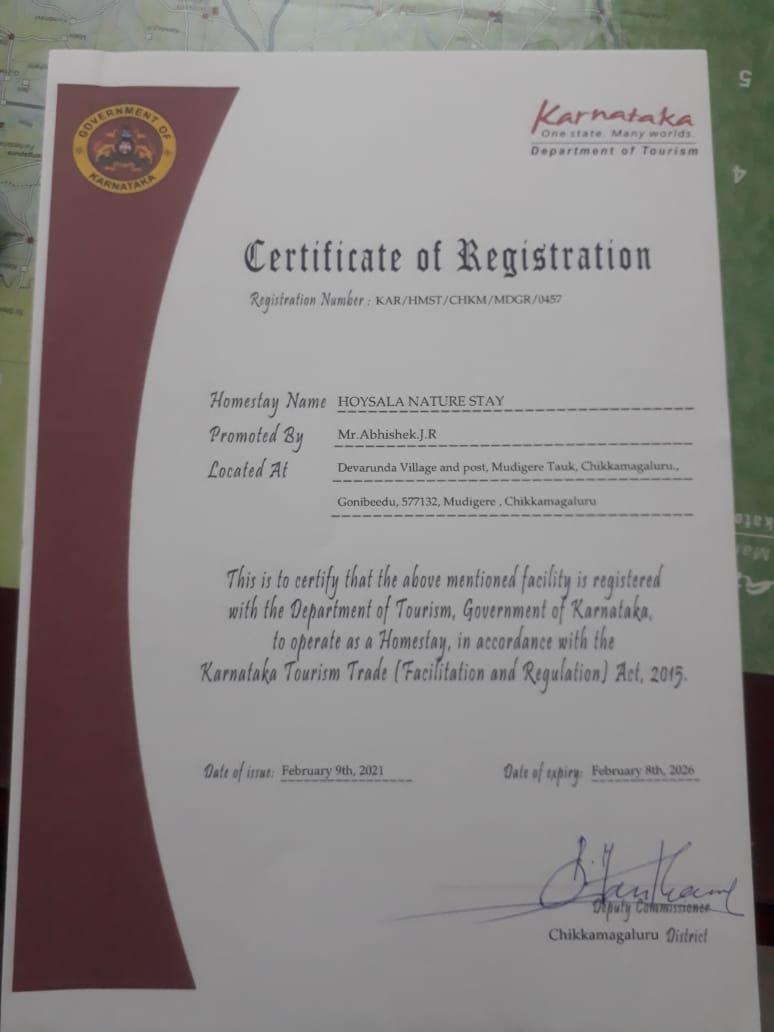 GOVERNMENT OF KARNATAKA
Karnataka
One state. Many worlds.
Department of Tourism
5
4
Certificate of Registration
Registration Number : KAR/HMST/CHKM/MDGR/0457
Homestay Name HOYSALA NATURE STAY
Promoted By Mr.Abhishek.J.R
Located At Devarunda Village and post, Mudigere Tauk, Chikkamagaluru.,
Gonibeedu, 577132, Mudigere , Chikkamagaluru
This is to certify that the above mentioned facility is registered
with the Department of Tourism, Government of Karnataka,
to operate as a Homestay, in accordance with the
Karnataka Tourism Trade (Facilitation and Regulation) Act, 2015.
Date of issue: February 9th, 2021 Date of expiry: February 8th, 2026
Deputy Commissioner
Chikkamagaluru District